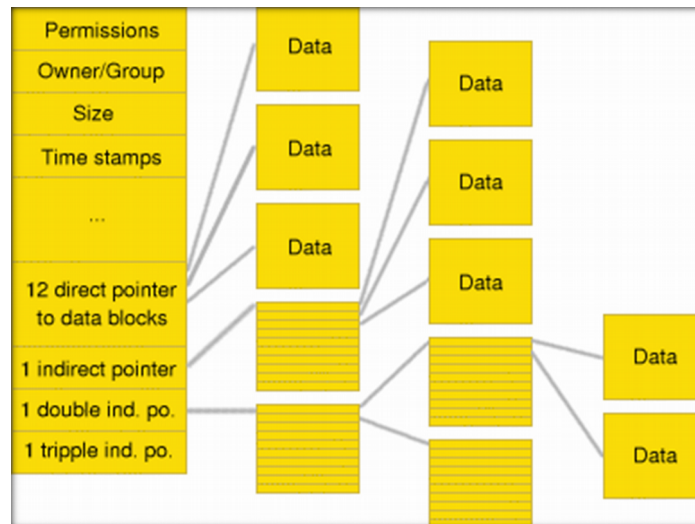 Permissions
Owner/Group
Size
Time stamps
...
12 direct pointer
to data blocks
1 indirect pointer
1 double ind. po.
1 tripple ind. po.
Data
Data
Data
Data
Data
Data
Data
Data